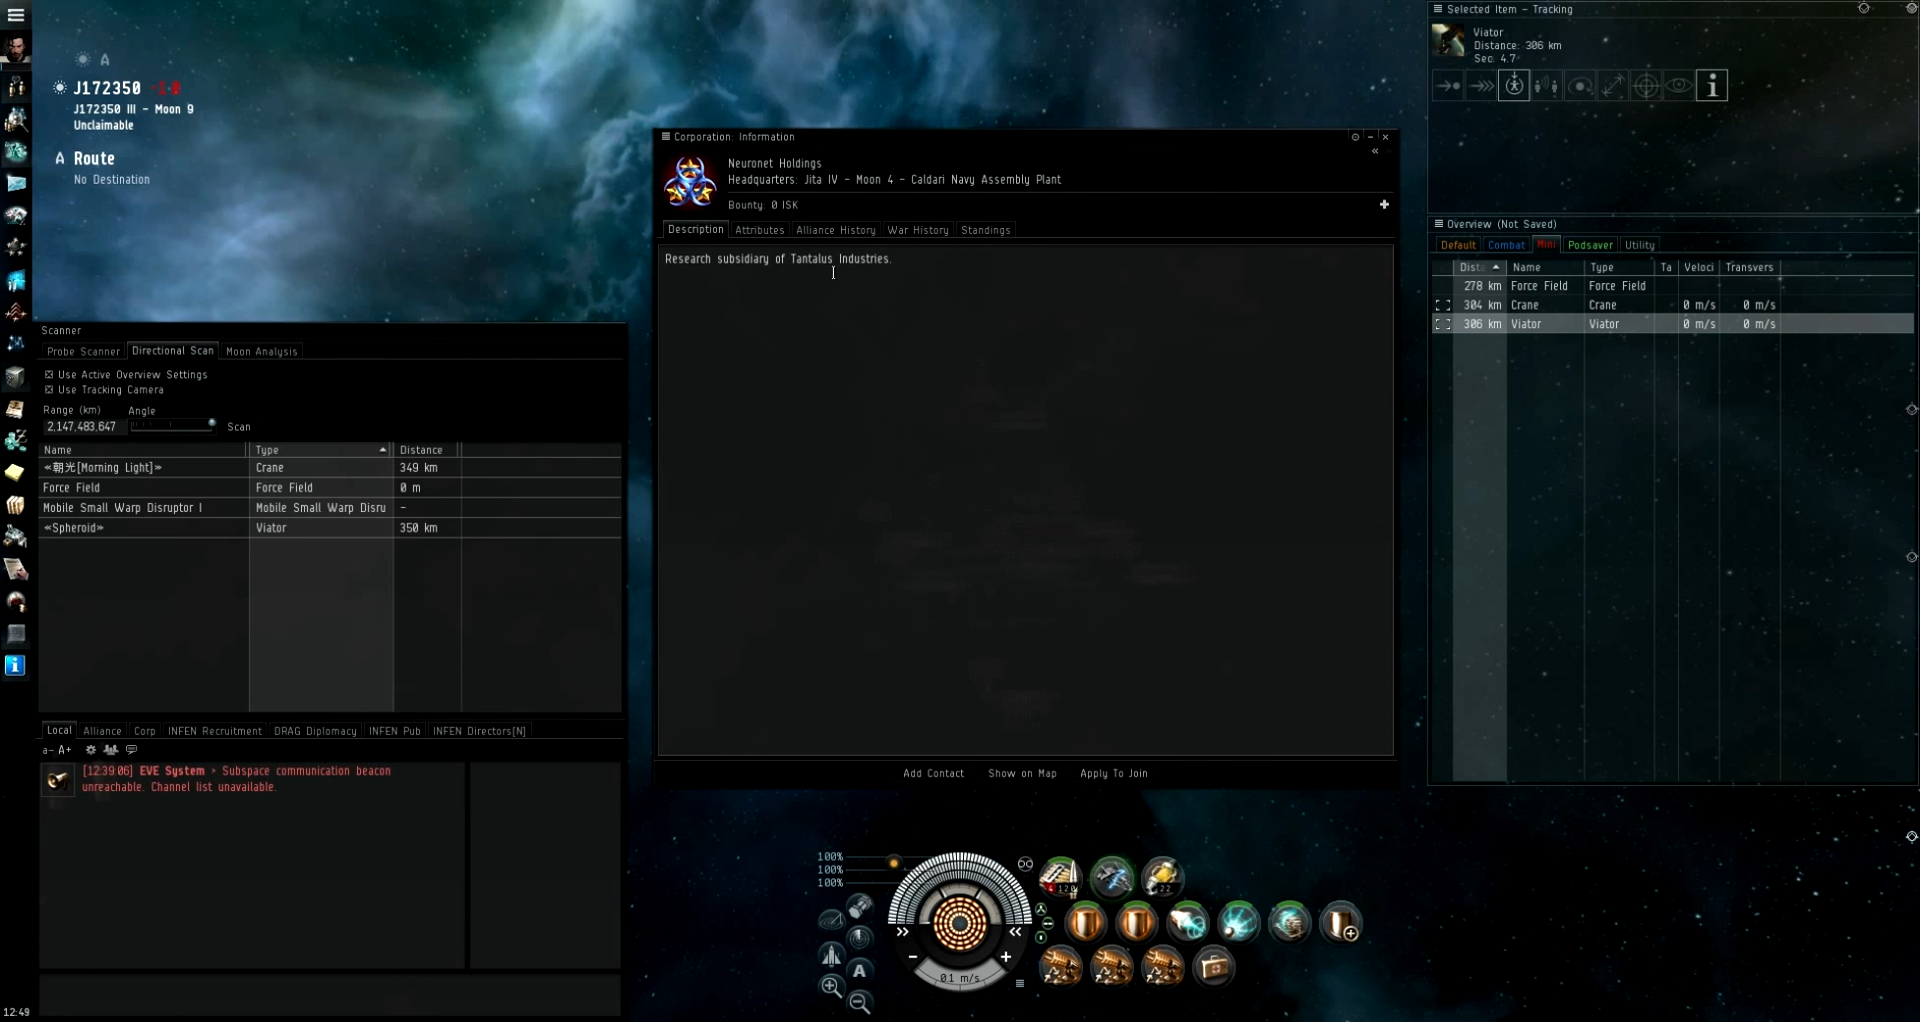 A
J172350 -1.0
J172350 III - Moon 9
Unclaimable
A Route
No Destination
Scanner
Probe Scanner Directional Scan Moon Analysis
Use Active Overview Settings
Use Tracking Camera
Range (km) Angle
2,147,483,647 Scan
Name Type Distance
«朝光[Morning Light]» Crane 349 km
Force Field Force Field 0 m
Mobile Small Warp Disruptor I Mobile Small Warp Disru -
«Spheroid» Viator 350 km
Local Alliance Corp INFEN Recruitment DRAG Diplomacy INFEN Pub INFEN Directors[N]
a- A+
[12:39:06] EVE System > Subspace communication beacon
unreachable. Channel list unavailable.
12:49
Corporation: Information
Neuronet Holdings
Headquarters: Jita IV - Moon 4 - Caldari Navy Assembly Plant
Bounty: 0 ISK
Description Attributes Alliance History War History Standings
Research subsidiary of Tantalus Industries.
Add Contact Show on Map Apply To Join
100%
100%
100%
120
22
A
0.1 m/s
Selected Item - Tracking
Viator
Distance: 306 km
Sec: 4.7
Overview (Not Saved)
Default Combat Mini Podsaver Utility
Dista Name Type Ta Veloci Transvers
278 km Force Field Force Field
304 km Crane Crane 0 m/s 0 m/s
306 km Viator Viator 0 m/s 0 m/s